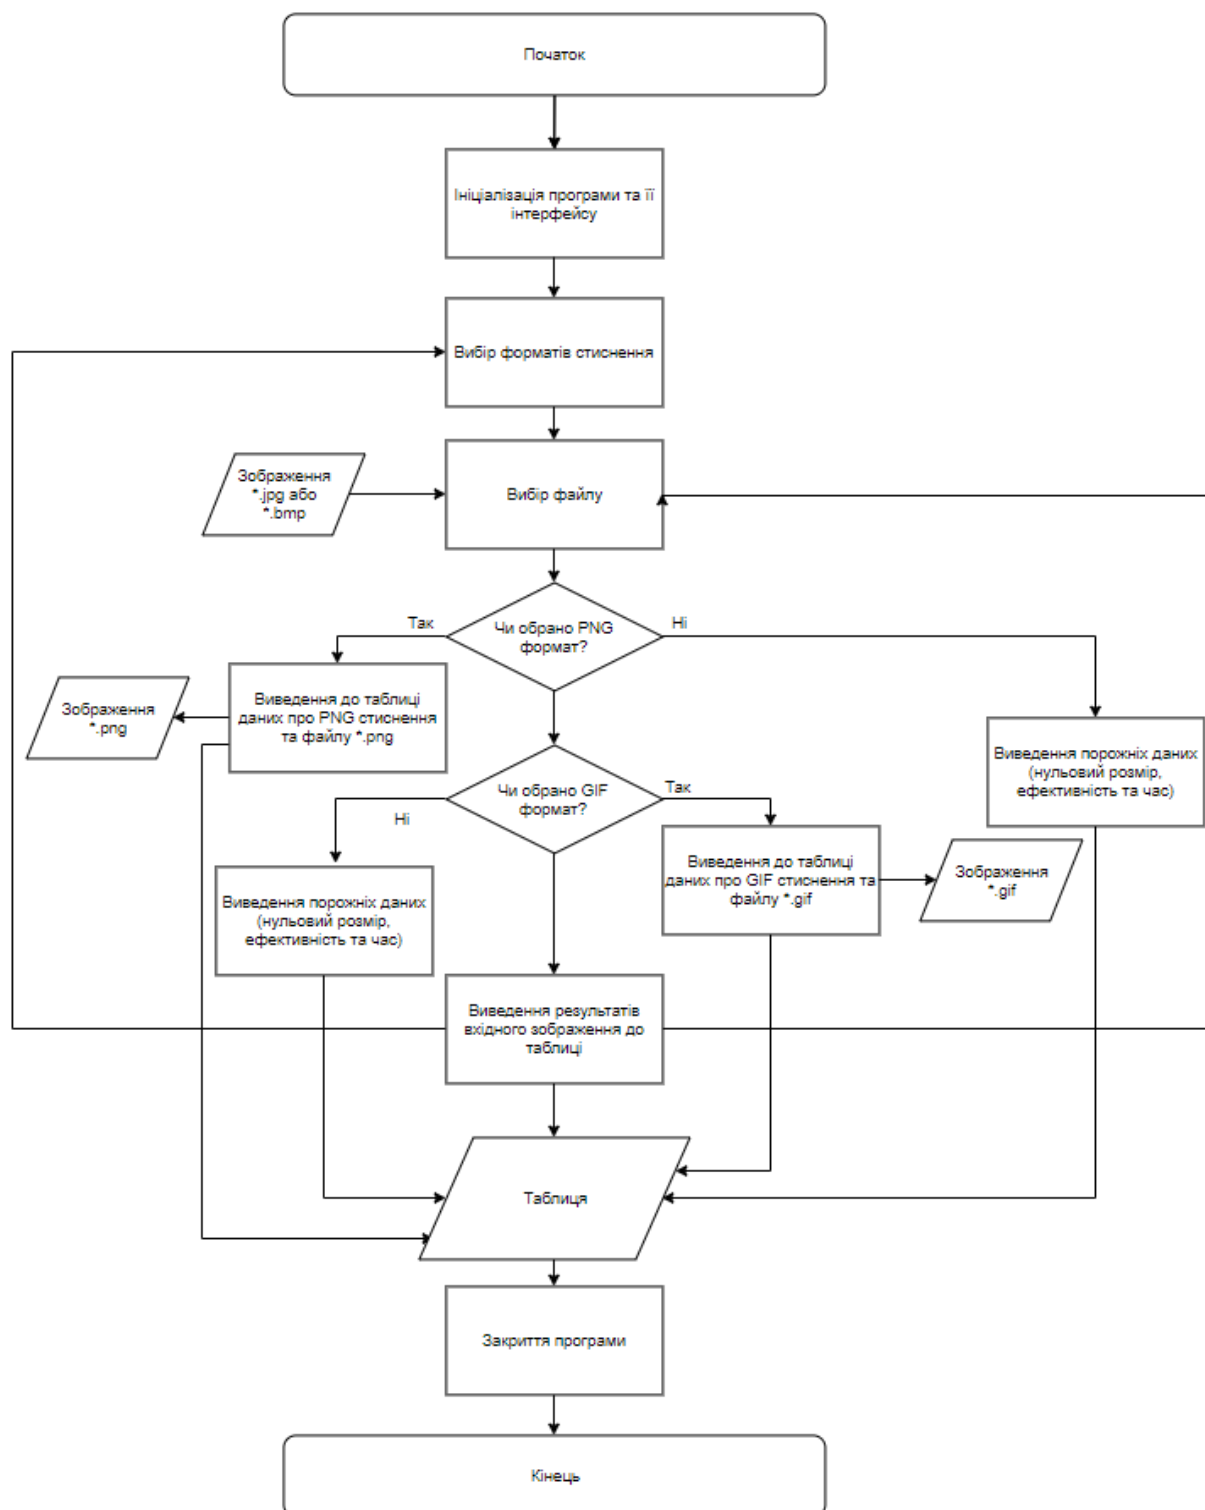 Початок
Ініціалізація програми та її
інтерфейсу
Вибір форматів стиснення
Зображення
*.jpg або
*.bmp
Вибір файлу
Так
Чи обрано PNG
формат?
Ні
Зображення
*.png
Виведення до таблиці
даних про PNG стиснення
та файлу *.png
Виведення порожніх даних
(нульовий розмір,
ефективність та час)
Чи обрано GIF
формат?
Так
Ні
Виведення до таблиці
даних про GIF стиснення та
файлу *.gif
Зображення
*.gif
Виведення порожніх даних
(нульовий розмір,
ефективність та час)
Виведення результатів
вхідного зображення до
таблиці
Таблиця
Закриття програми
Кінець